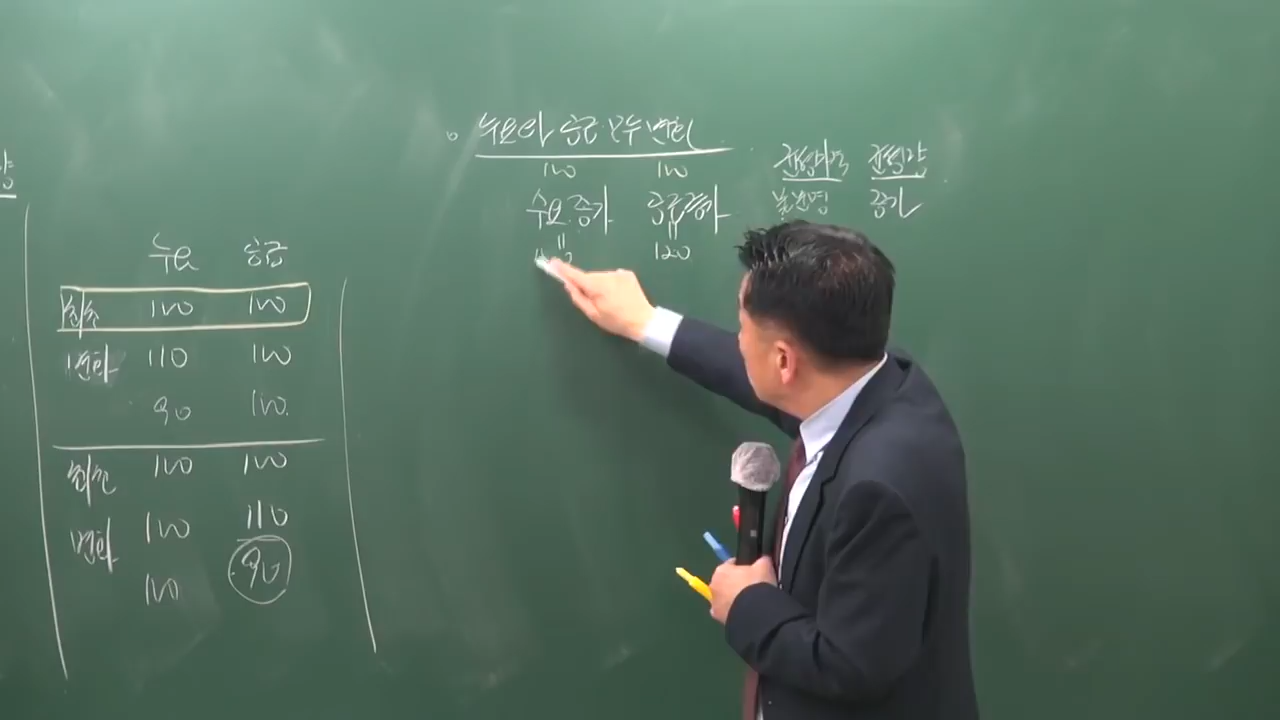 양
수요 공급
최초 100 100
변화 110 100
90 100
최초 100 100
변화 100 110
100 90
수요와 공급 모두 변화
100 100
수요증가 공급증가
" "
120
균형가격 균형량
불분명 증가